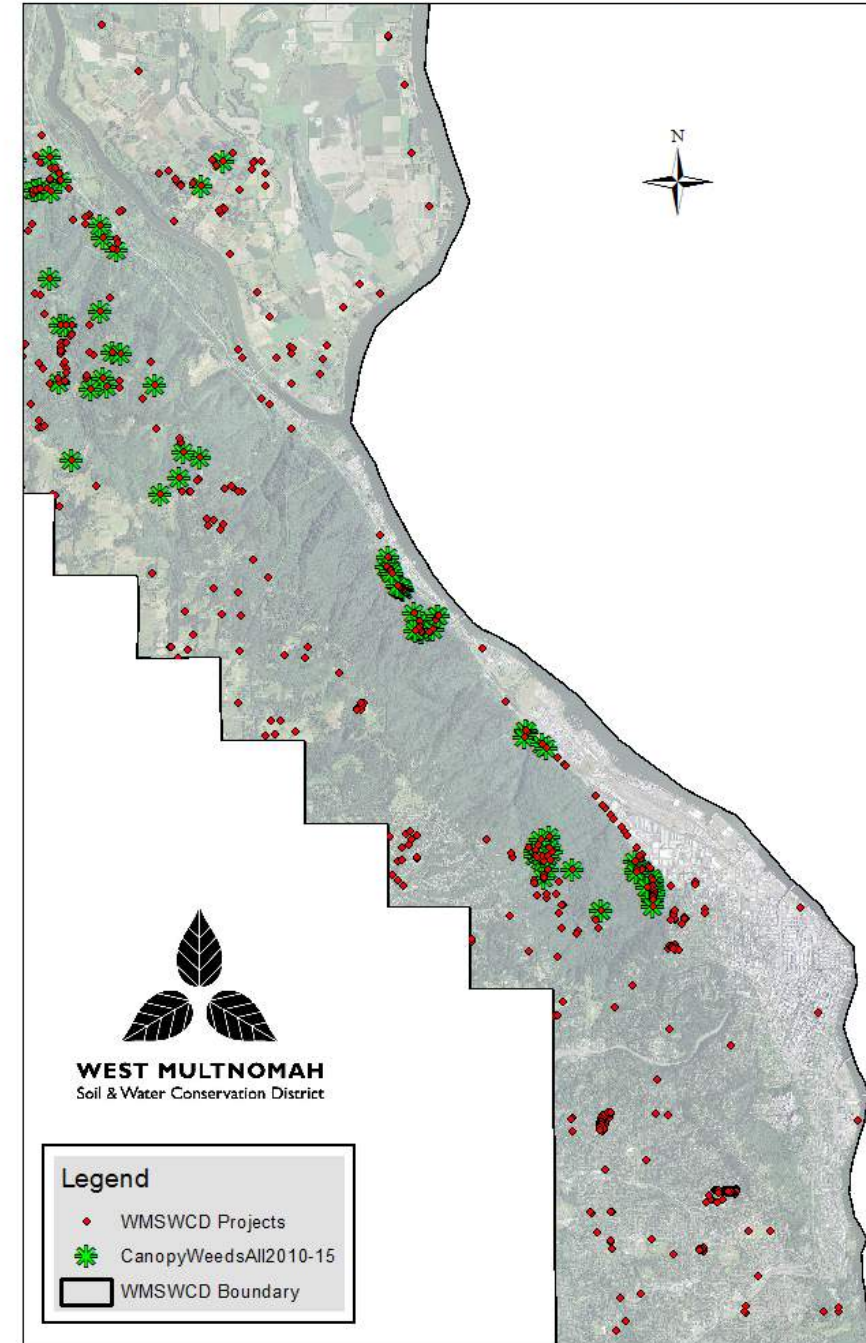 N
WEST MULTNOMAH
Soil & Water Conservation District
Legend
WMSWCD Projects
CanopyWeedsAll2010-15
WMSWCD Boundary